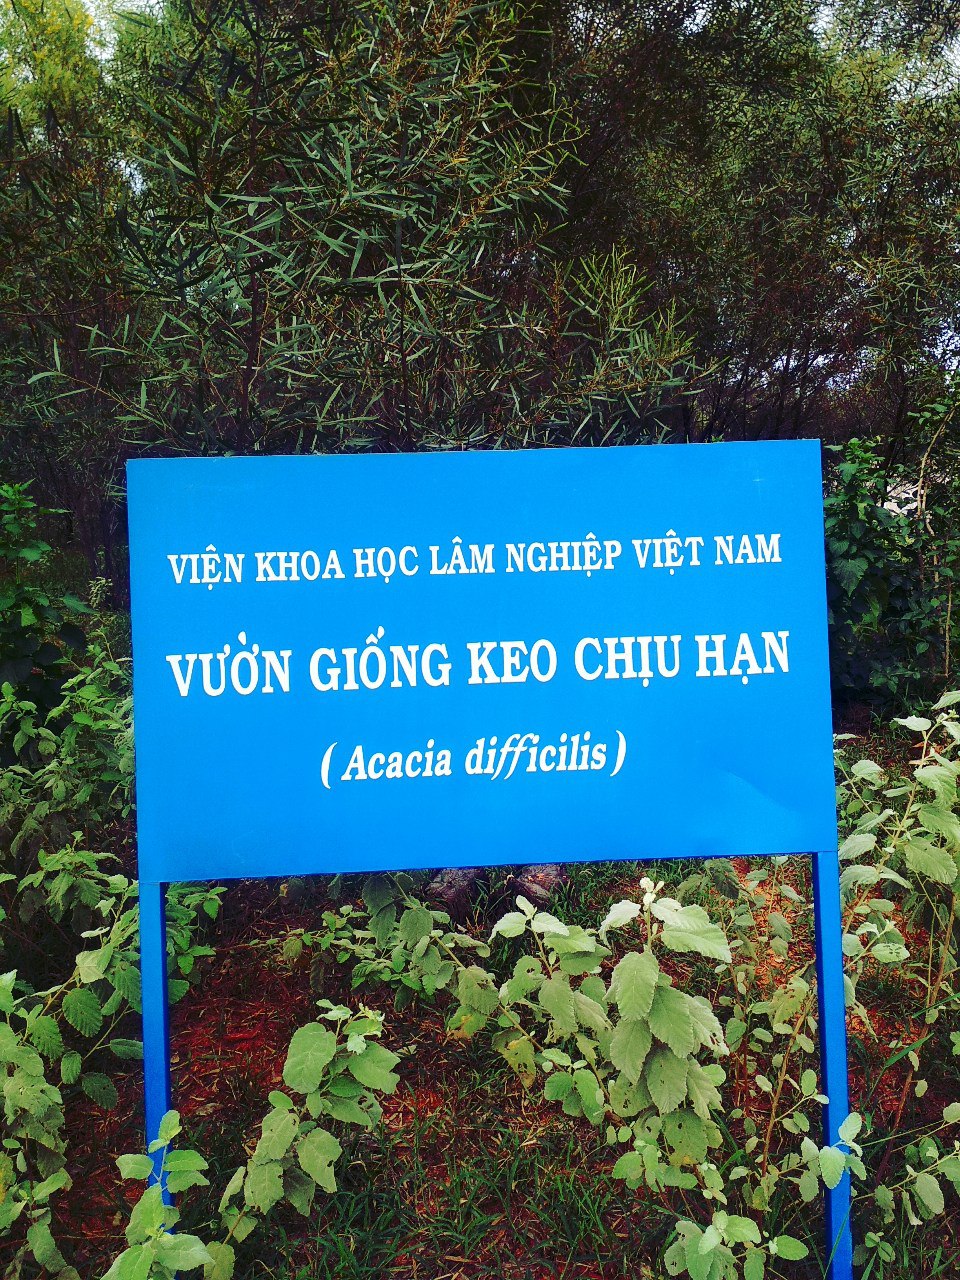 VIỆN KHOA HỌC LÂM NGHIỆP VIỆT NAM
VƯỜN GIỐNG KEO CHỊU HẠN
(Acacia difficilis)